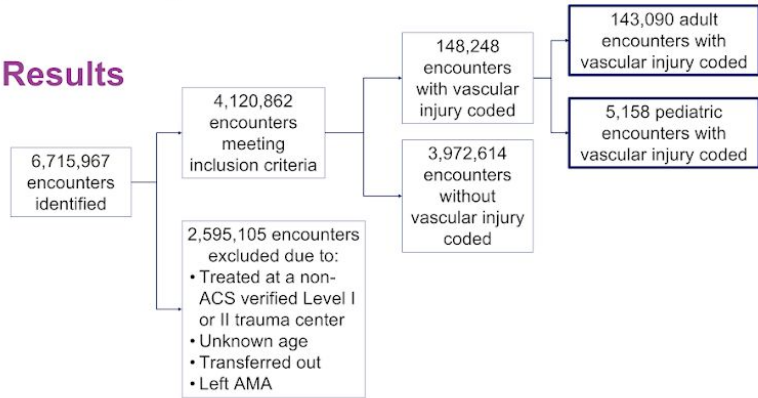 Results
6,715,967
encounters
identified
4,120,862
encounters
meeting
inclusion criteria
2,595,105 encounters
excluded due to:
• Treated at a non-
ACS verified Level I
or II trauma center
• Unknown age
• Transferred out
• Left AMA
148,248
encounters
with vascular
injury coded
3,972,614
encounters
without
vascular injury
coded
143,090 adult
encounters with
vascular injury coded
5,158 pediatric
encounters with
vascular injury coded